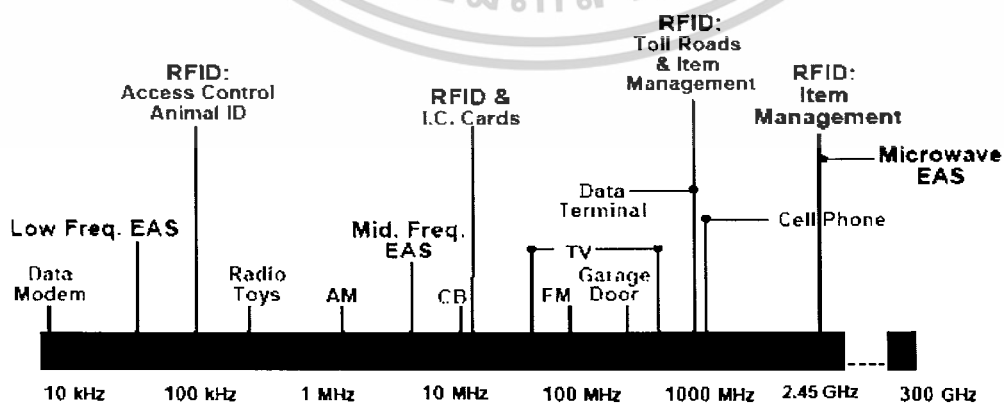 RFID:
Toll Roads
& Item
Management
RFID:
Access Control
Animal ID
RFID &
I.C. Cards
RFID:
Item
Management
Microwave
EAS
Data
Terminal
Cell Phone
Low Freq. EAS
Mid. Freq.
EAS
TV
Data
Modem
Radio
Toys
AM
CB
FM
Garage
Door
10 kHz
100 kHz
1 MHz
10 MHz
100 MHz
1000 MHz
2.45 GHz
300 GHz